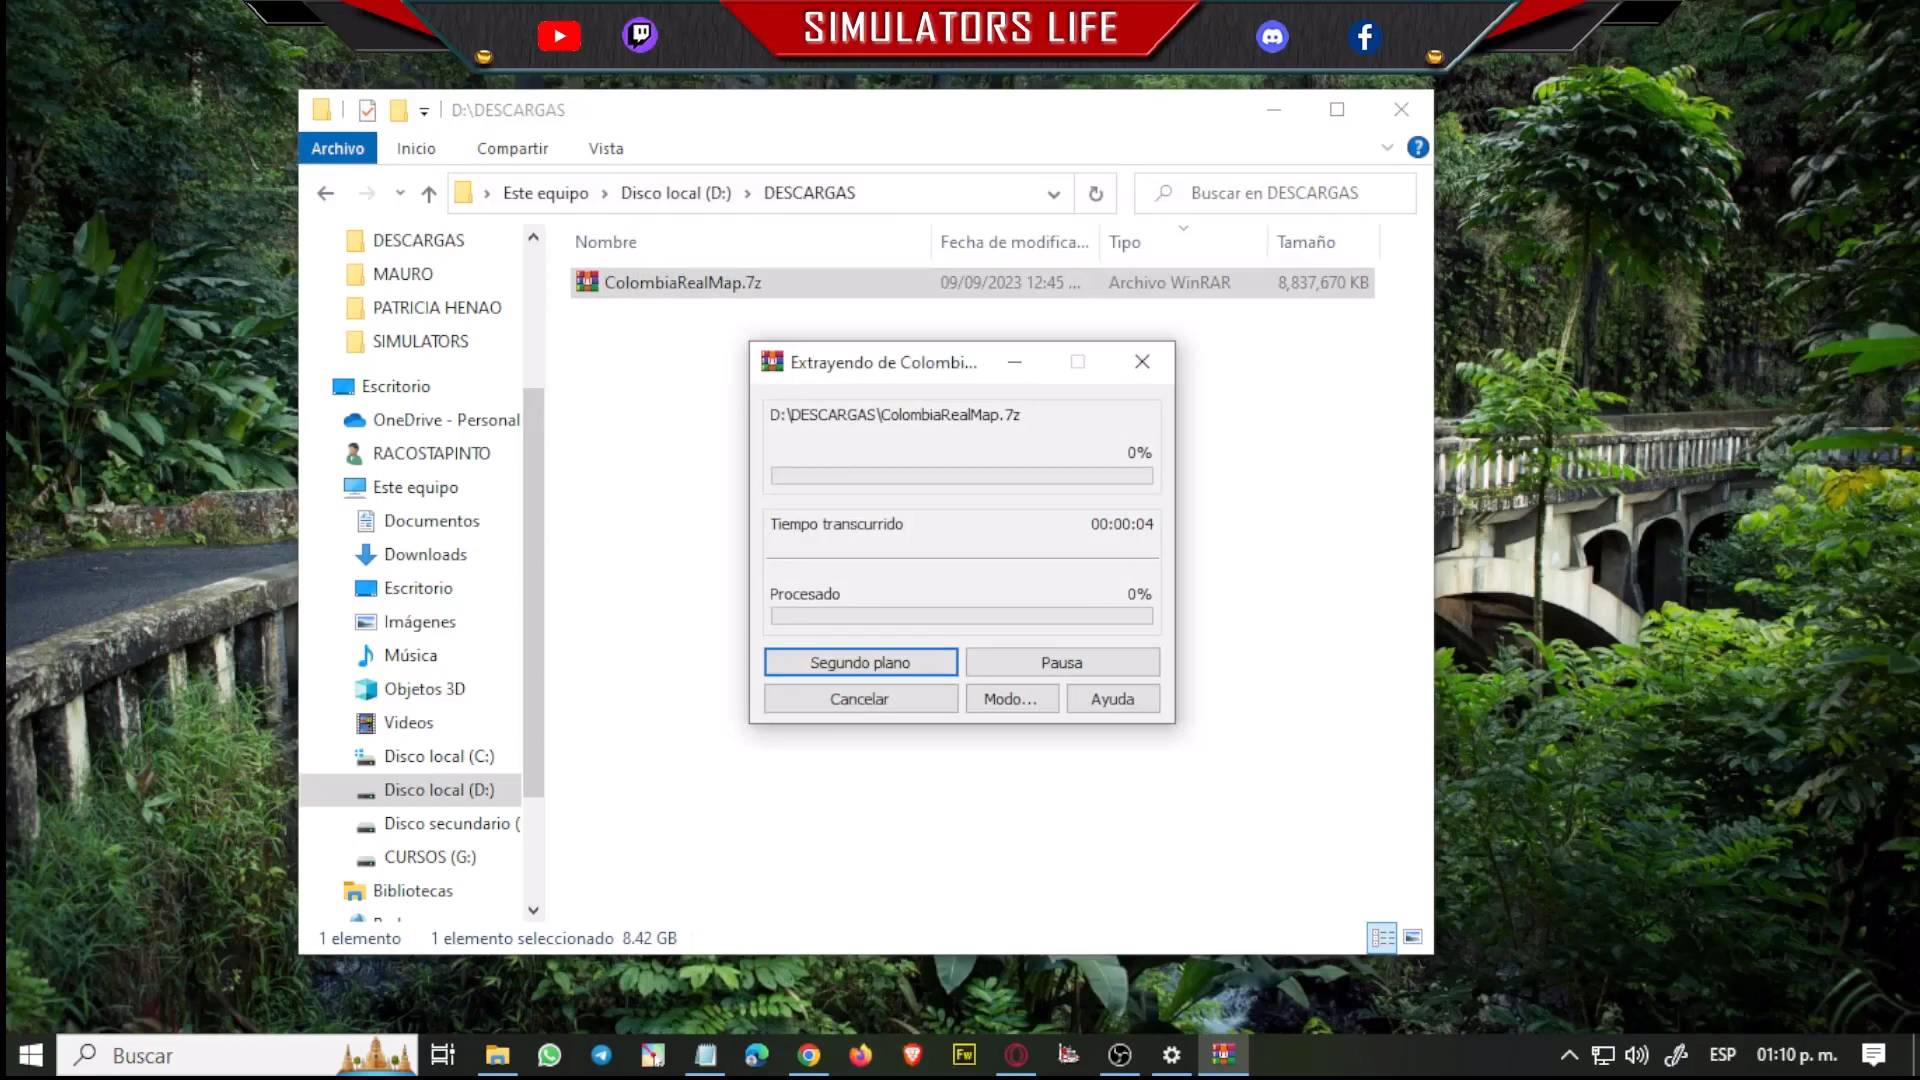 SIMULATORS LIFE
D:\DESCARGAS
Archivo
Inicio
Compartir
Vista
Este equipo
Disco local (D:)
DESCARGAS
Buscar en DESCARGAS
Nombre
Fecha de modifica...
Tipo
Tamaño
ColombiaRealMap.7z
09/09/2023 12:45 ...
Archivo WinRAR
8,837,670 KB
DESCARGAS
MAURO
PATRICIA HENAO
SIMULATORS
Escritorio
OneDrive - Personal
RACOSTAPINTO
Este equipo
Documentos
Downloads
Escritorio
Imágenes
Música
Objetos 3D
Videos
Disco local (C:)
Disco local (D:)
Disco secundario (
CURSOS (G:)
Bibliotecas
Extrayendo de Colombi...
D:\DESCARGAS\ColombiaRealMap.7z
0%
Tiempo transcurrido
00:00:04
Procesado
0%
Segundo plano
Pausa
Cancelar
Modo...
Ayuda
1 elemento
1 elemento seleccionado 8.42 GB
Buscar
Fw
ESP
01:10 p. m.